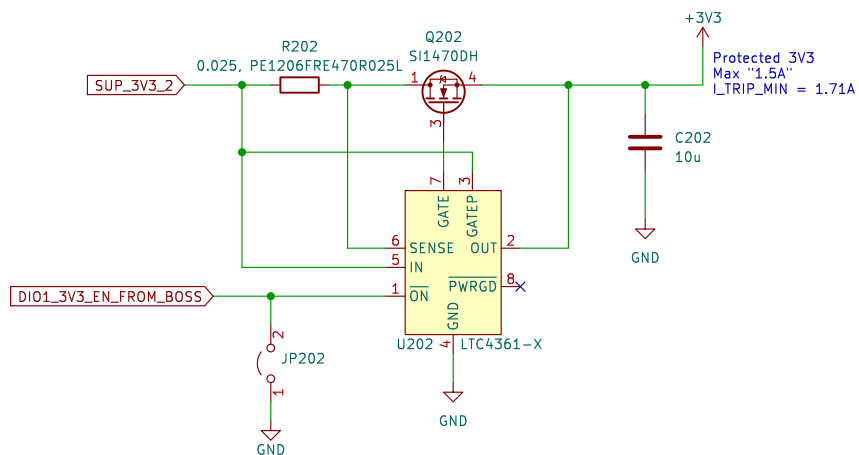 +3V3
Q202
SI1470DH
R202
0.025, PE1206FRE470R025L
Protected 3V3
Max "1.5A"
I_TRIP_MIN = 1.71A
SUP_3V3_2
1
4
3
C202
10u
7
3
GATE
GATEP
6
SENSE
OUT
2
GND
5
IN
PWRGD
8
DIO1_3V3_EN_FROM_BOSS
1
ON
GND
2
U202
4
LTC4361-X
JP202
1
GND
GND